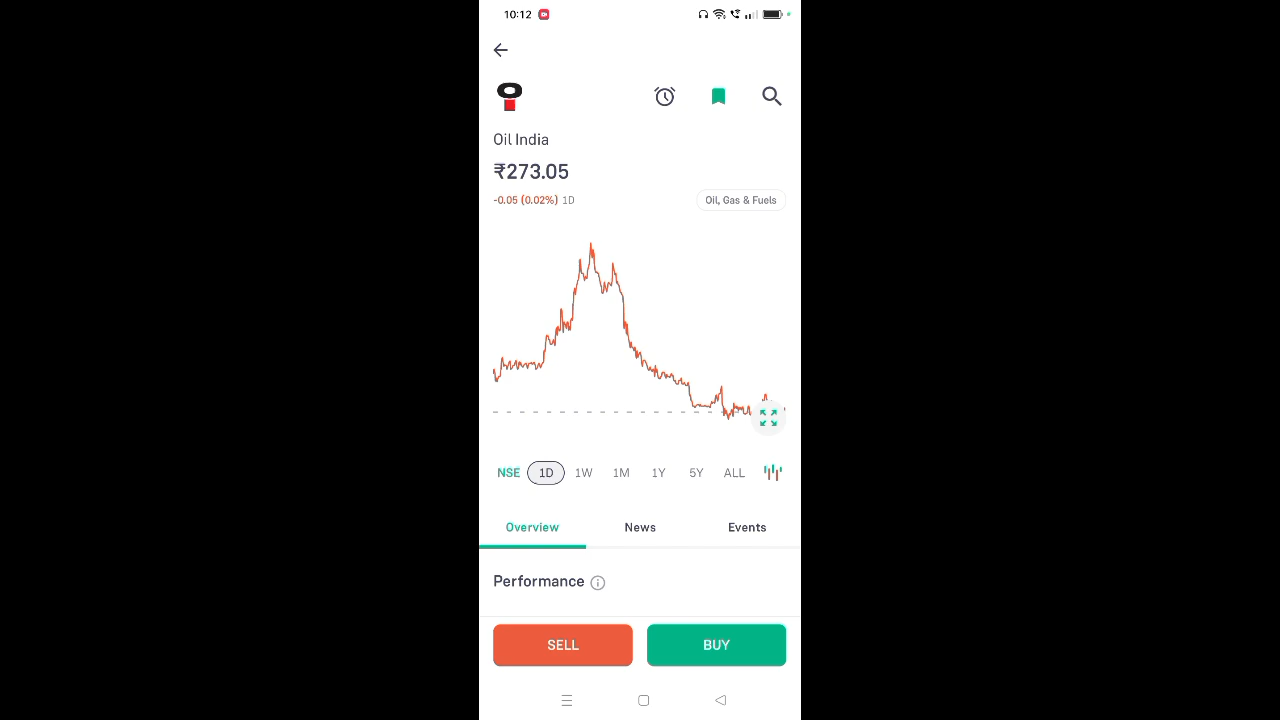 10:12
Oil India
₹273.05
-0.05 (0.02%) 1D
Oil, Gas & Fuels
NSE 1D 1W 1M 1Y 5Y ALL
Overview News Events
Performance
SELL BUY